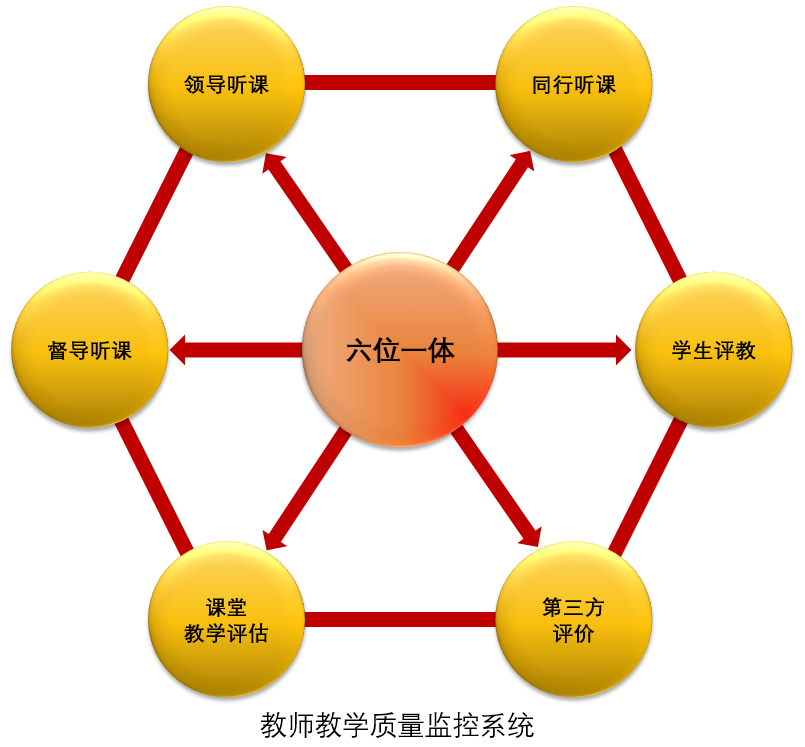 领导听课
同行听课
督导听课
六位一体
学生评教
课堂
教学评估
第三方
评价
教师教学质量监控系统